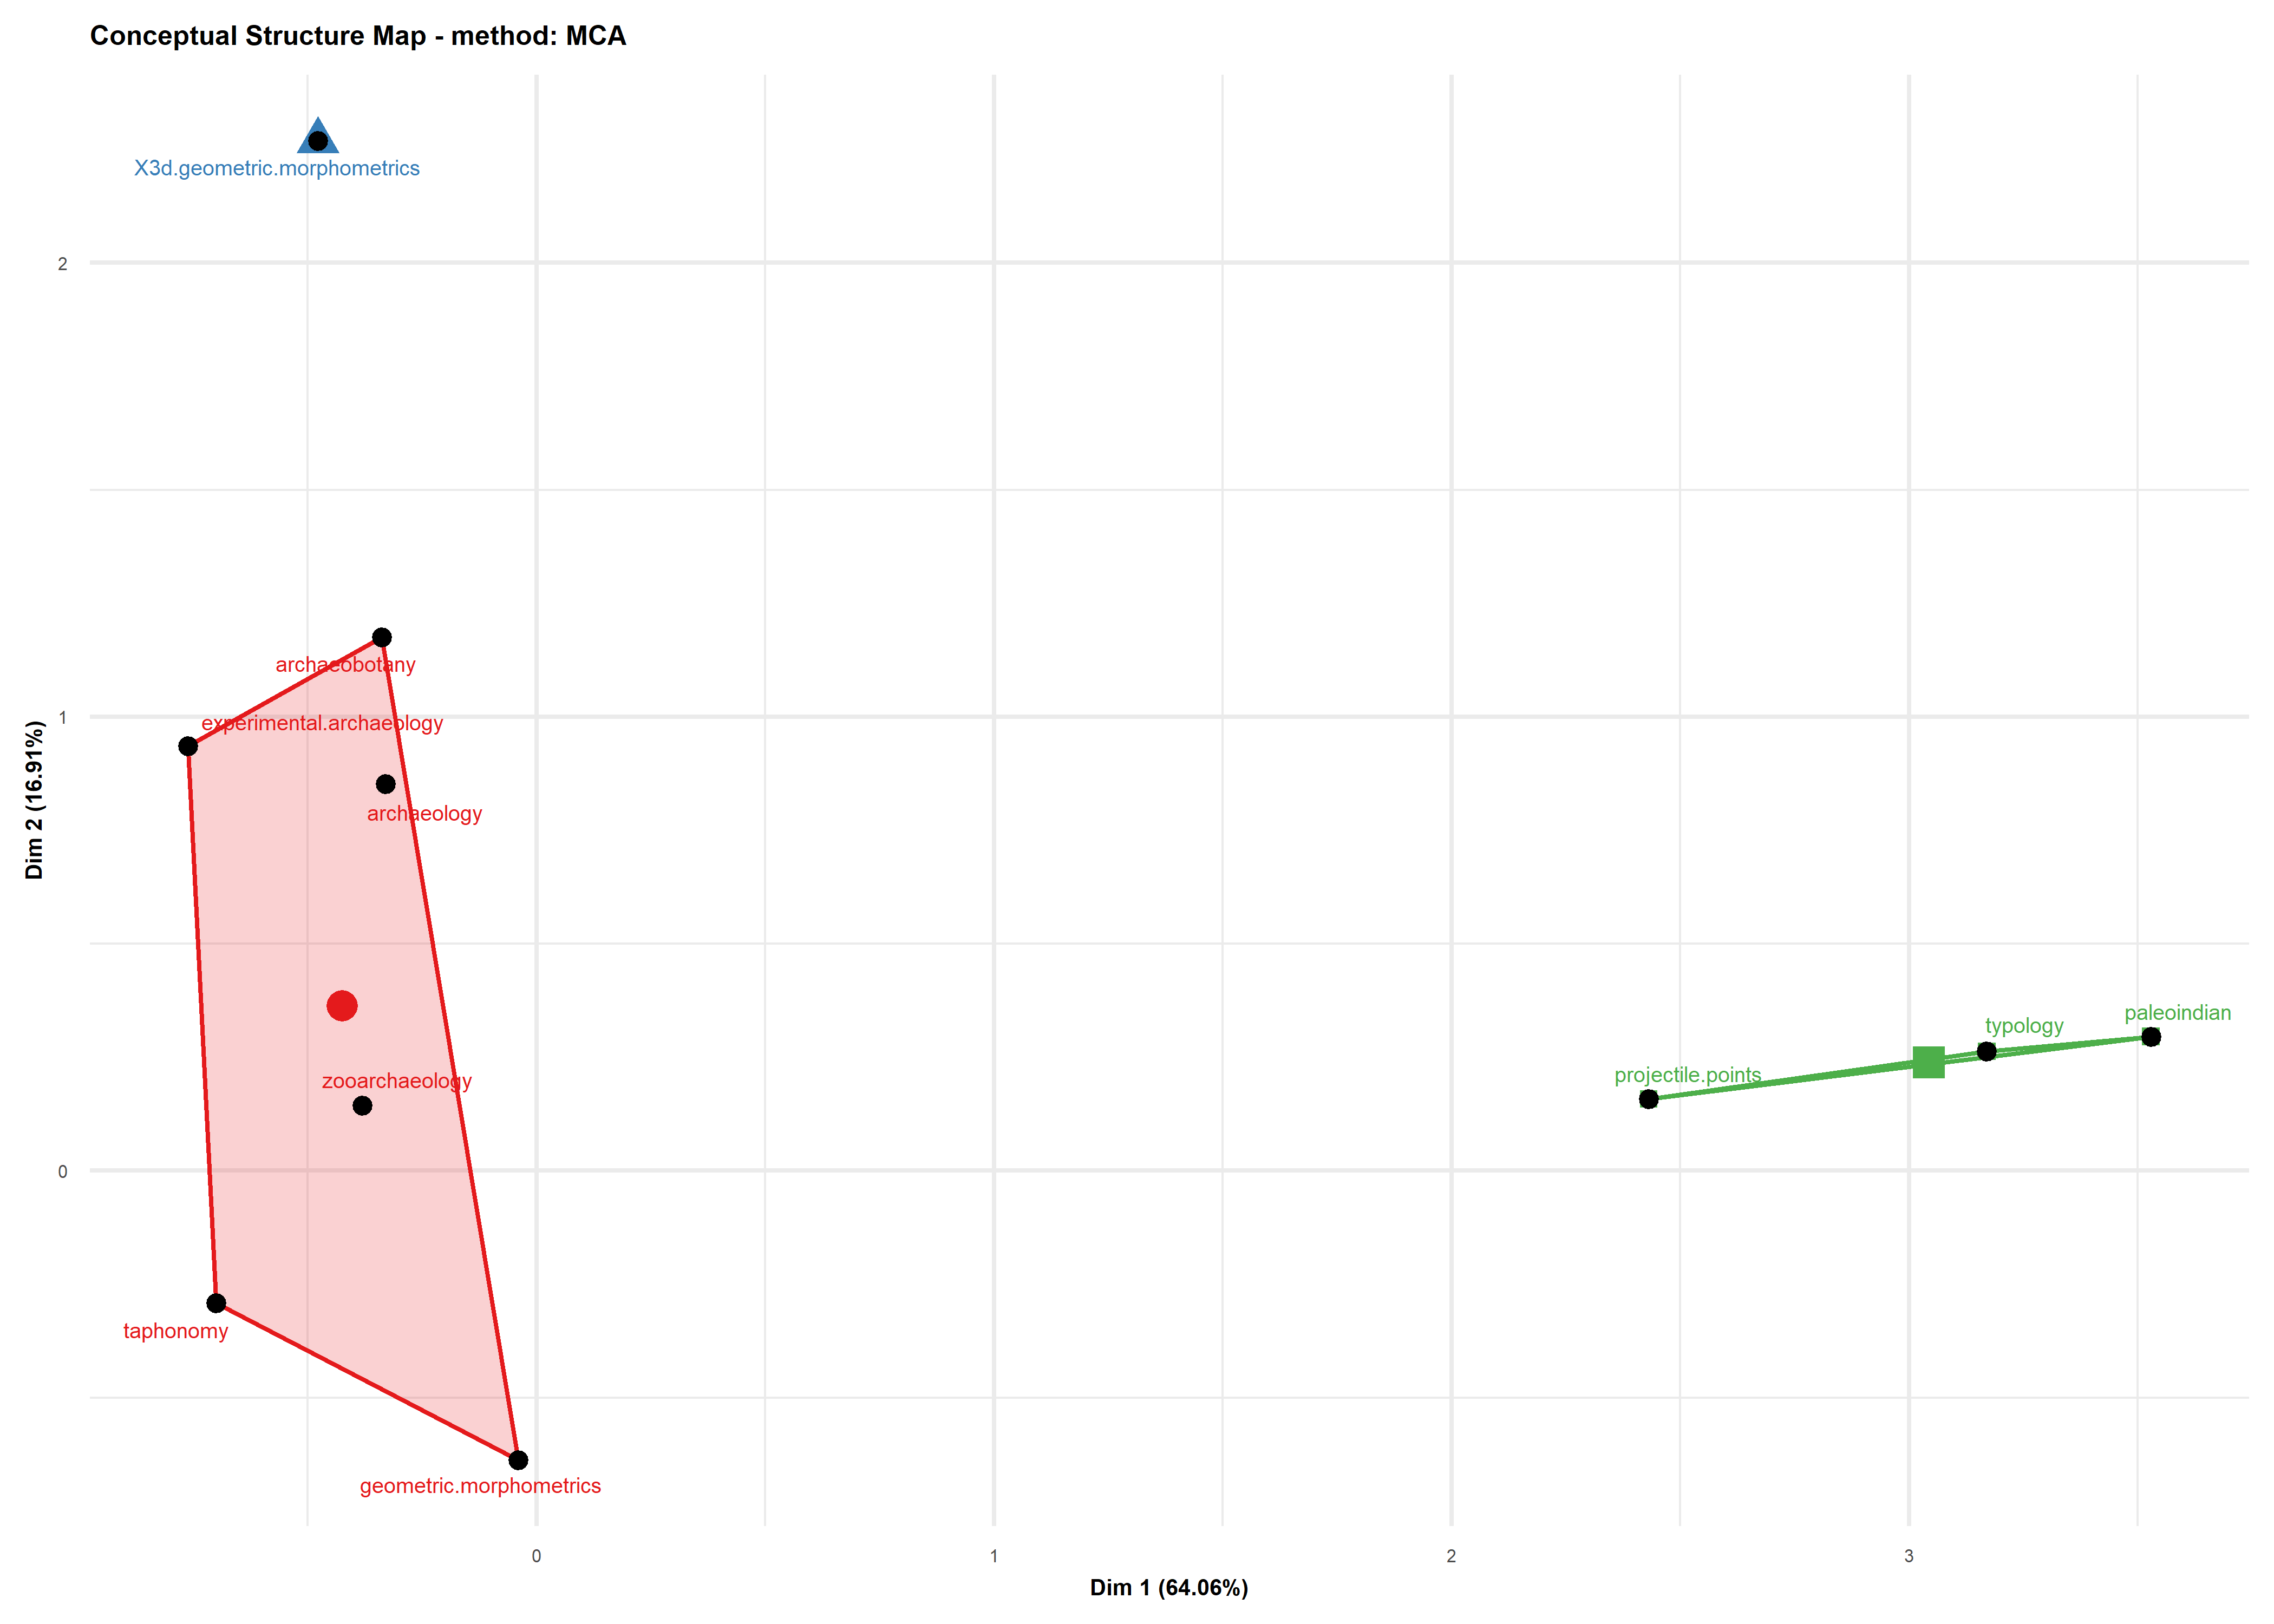 Conceptual Structure Map - method: MCA
X3d.geometric.morphometrics
2
archaeobotany
experimental.archaeology
1
archaeology
Dim 2 (16.91%)
paleoindian
typology
projectile.points
zooarchaeology
0
taphonomy
geometric.morphometrics
0
1
2
3
Dim 1 (64.06%)